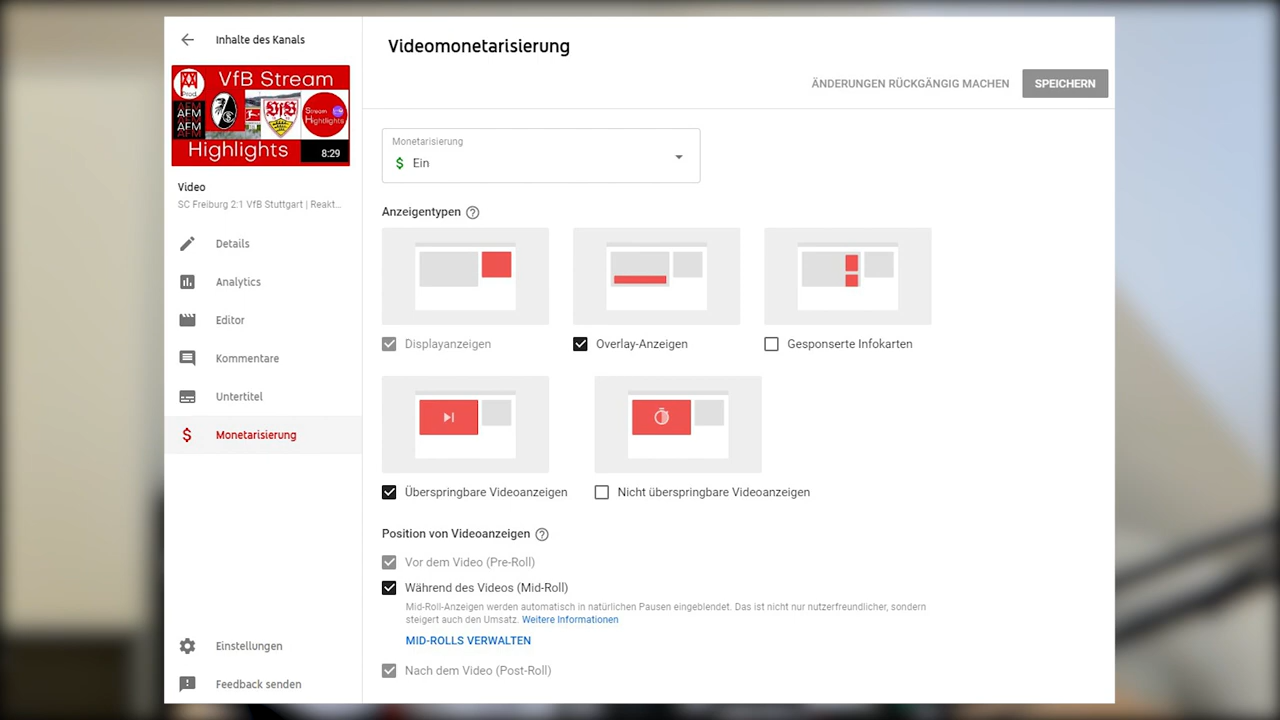 Inhalte des Kanals
VfB Stream
Prod
AFM
AFM
AFM
Stream
Highlights
Highlights
8:29
Video
SC Freiburg 2:1 VfB Stuttgart | Reakt...
Details
Analytics
Editor
Kommentare
Untertitel
Monetarisierung
Einstellungen
Feedback senden
Videomonetarisierung
ÄNDERUNGEN RÜCKGÄNGIG MACHEN
SPEICHERN
Monetarisierung
$ Ein
Anzeigentypen
Displayanzeigen
Overlay-Anzeigen
Gesponserte Infokarten
Überspringbare Videoanzeigen
Nicht überspringbare Videoanzeigen
Position von Videoanzeigen
Vor dem Video (Pre-Roll)
Während des Videos (Mid-Roll)
Mid-Roll-Anzeigen werden automatisch in natürlichen Pausen eingeblendet. Das ist nicht nur nutzerfreundlicher, sondern
steigert auch den Umsatz. Weitere Informationen
MID-ROLLS VERWALTEN
Nach dem Video (Post-Roll)